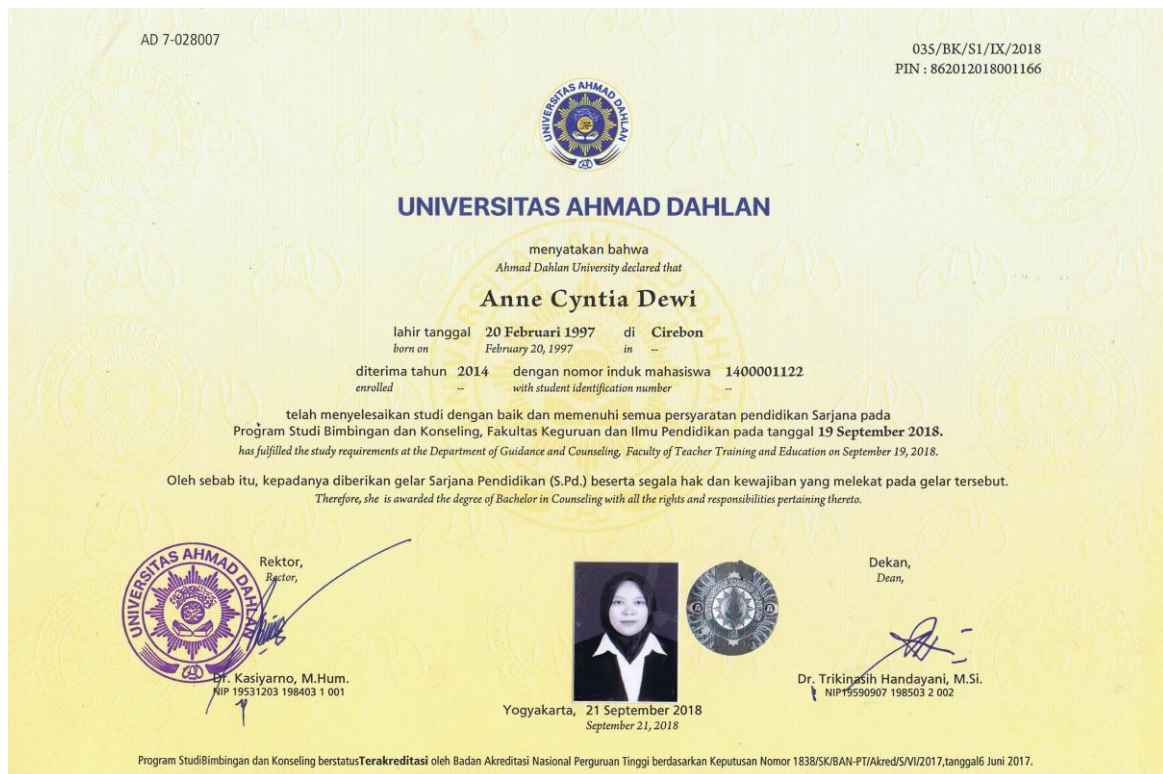 AD 7-028007
035/BK/S1/IX/2018
PIN : 862012018001166
UNIVERSITAS AHMAD DAHLAN
UNIVERSITAS AHMAD DAHLAN
menyatakan bahwa
Ahmad Dahlan University declared that
Anne Cyntia Dewi
lahir tanggal 20 Februari 1997 di Cirebon
born on February 20, 1997 in --
diterima tahun 2014 dengan nomor induk mahasiswa 1400001122
enrolled -- with student identification number --
telah menyelesaikan studi dengan baik dan memenuhi semua persyaratan pendidikan Sarjana pada
Program Studi Bimbingan dan Konseling, Fakultas Keguruan dan Ilmu Pendidikan pada tanggal 19 September 2018.
has fulfilled the study requirements at the Department of Guidance and Counseling, Faculty of Teacher Training and Education on September 19, 2018.
Oleh sebab itu, kepadanya diberikan gelar Sarjana Pendidikan (S.Pd.) beserta segala hak dan kewajiban yang melekat pada gelar tersebut.
Therefore, she is awarded the degree of Bachelor in Counseling with all the rights and responsibilities pertaining thereto.
UNIVERSITAS AHMAD DAHLAN
Rektor,
Rector,
Dr. Kasiyarno, M.Hum.
NIP 19531203 198403 1 001
Dekan,
Dean,
Dr. Trikinasih Handayani, M.Si.
NIP19590907 198503 2 002
Yogyakarta, 21 September 2018
September 21, 2018
Program StudiBimbingan dan Konseling berstatusTerakreditasi oleh Badan Akreditasi Nasional Perguruan Tinggi berdasarkan Keputusan Nomor 1838/SK/BAN-PT/Akred/S/VI/2017,tanggal6 Juni 2017.